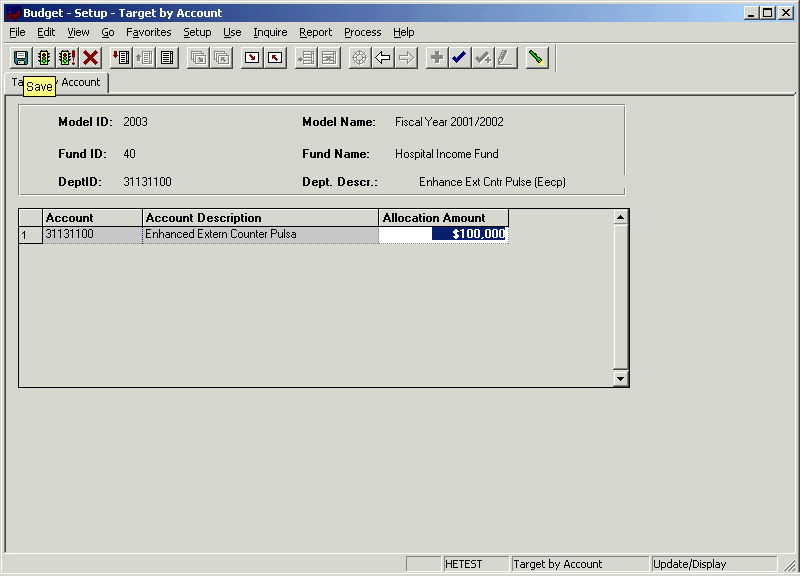 Budget - Setup - Target by Account
File Edit View Go Favorites Setup Use Inquire Report Process Help
Ta y Account
Save
Model ID: 2003 Model Name: Fiscal Year 2001/2002
Fund ID: 40 Fund Name: Hospital Income Fund
DeptID: 31131100 Dept. Descr.: Enhance Ext Cntr Pulse (Eecp)
Account Account Description Allocation Amount
1 31131100 Enhanced Extern Counter Pulsa $100,000
HETEST Target by Account Update/Display